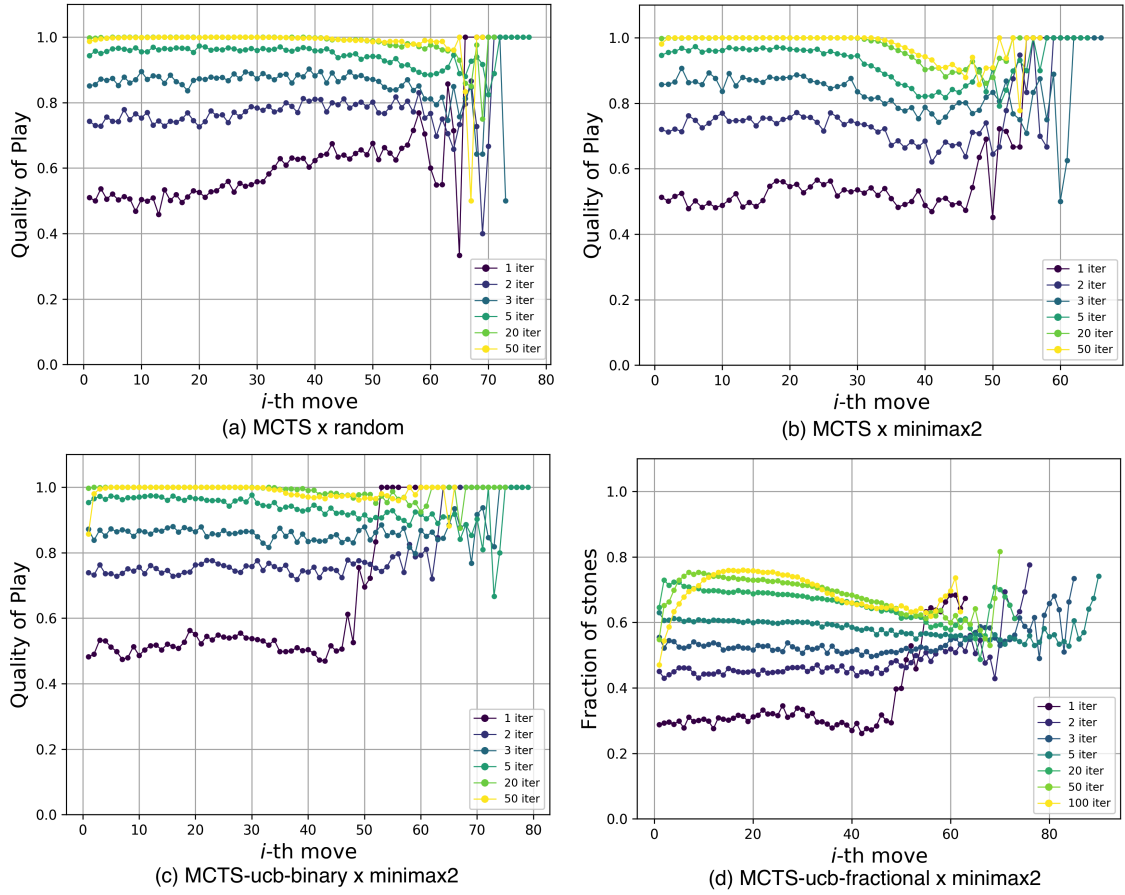 Quality of Play
1.0
0.8
0.6
0.4
0.2
0.0
0 10 20 30 40 50 60 70 80
i-th move
1 iter
2 iter
3 iter
5 iter
20 iter
50 iter
(a) MCTS x random
Quality of Play
1.0
0.8
0.6
0.4
0.2
0.0
0 10 20 30 40 50 60
i-th move
1 iter
2 iter
3 iter
5 iter
20 iter
50 iter
(b) MCTS x minimax2
Quality of Play
1.0
0.8
0.6
0.4
0.2
0.0
0 10 20 30 40 50 60 70 80
i-th move
1 iter
2 iter
3 iter
5 iter
20 iter
50 iter
(c) MCTS-ucb-binary x minimax2
Fraction of stones
1.0
0.8
0.6
0.4
0.2
0.0
0 20 40 60 80
i-th move
1 iter
2 iter
3 iter
5 iter
20 iter
50 iter
100 iter
(d) MCTS-ucb-fractional x minimax2